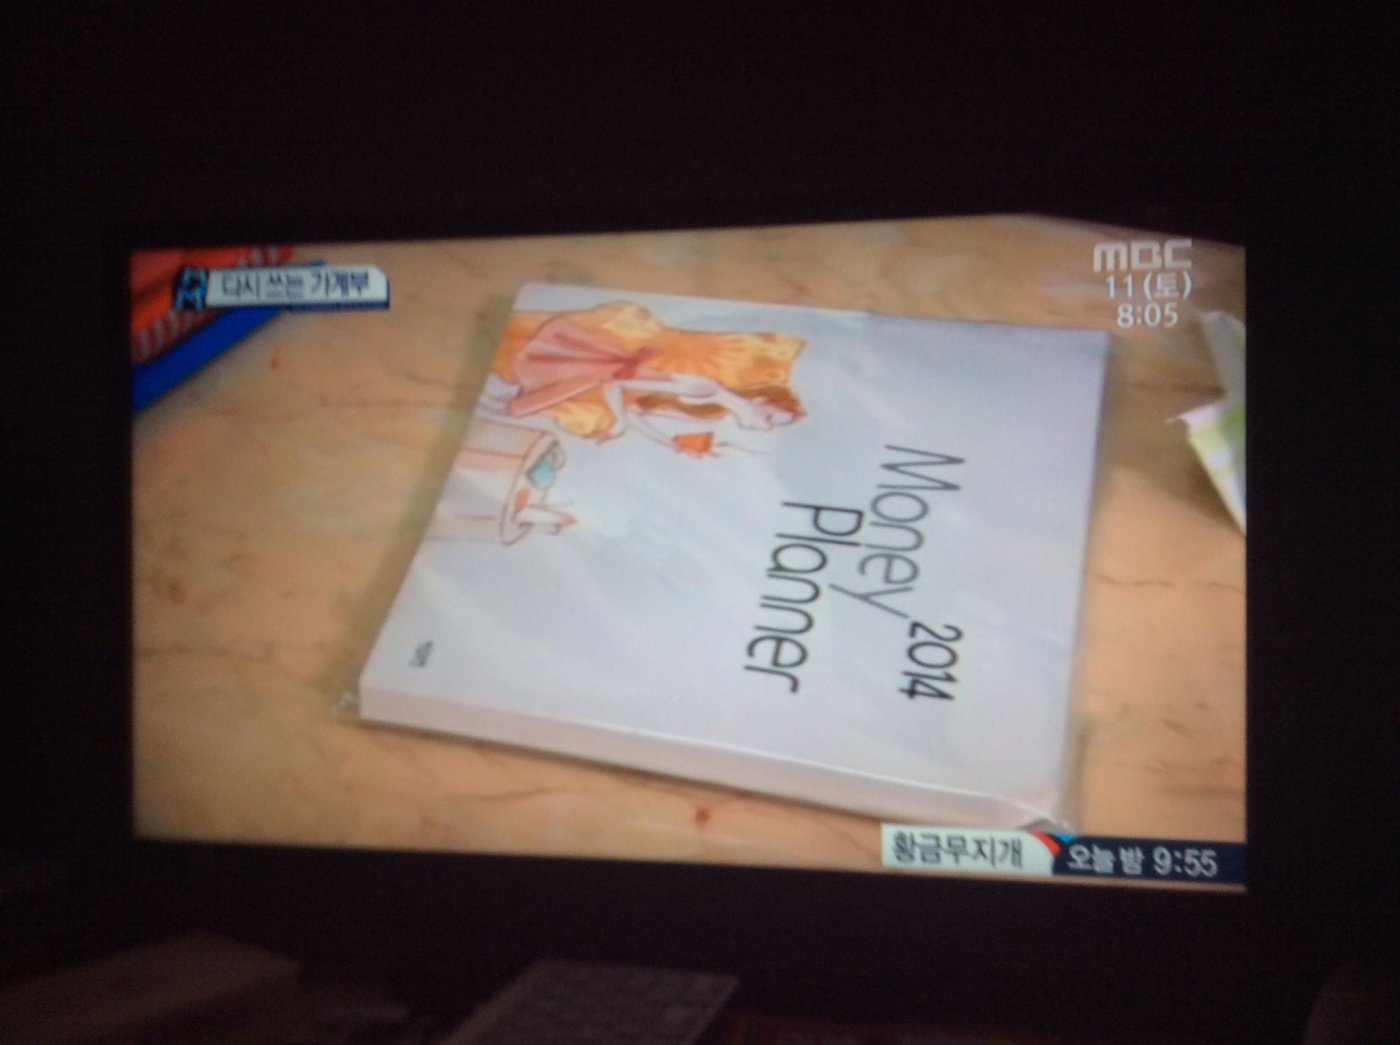 다시 쓰는 가계부
MBC
11 (토)
8:05
Money 2014
Planner
황금무지개
오늘 밤 9:55